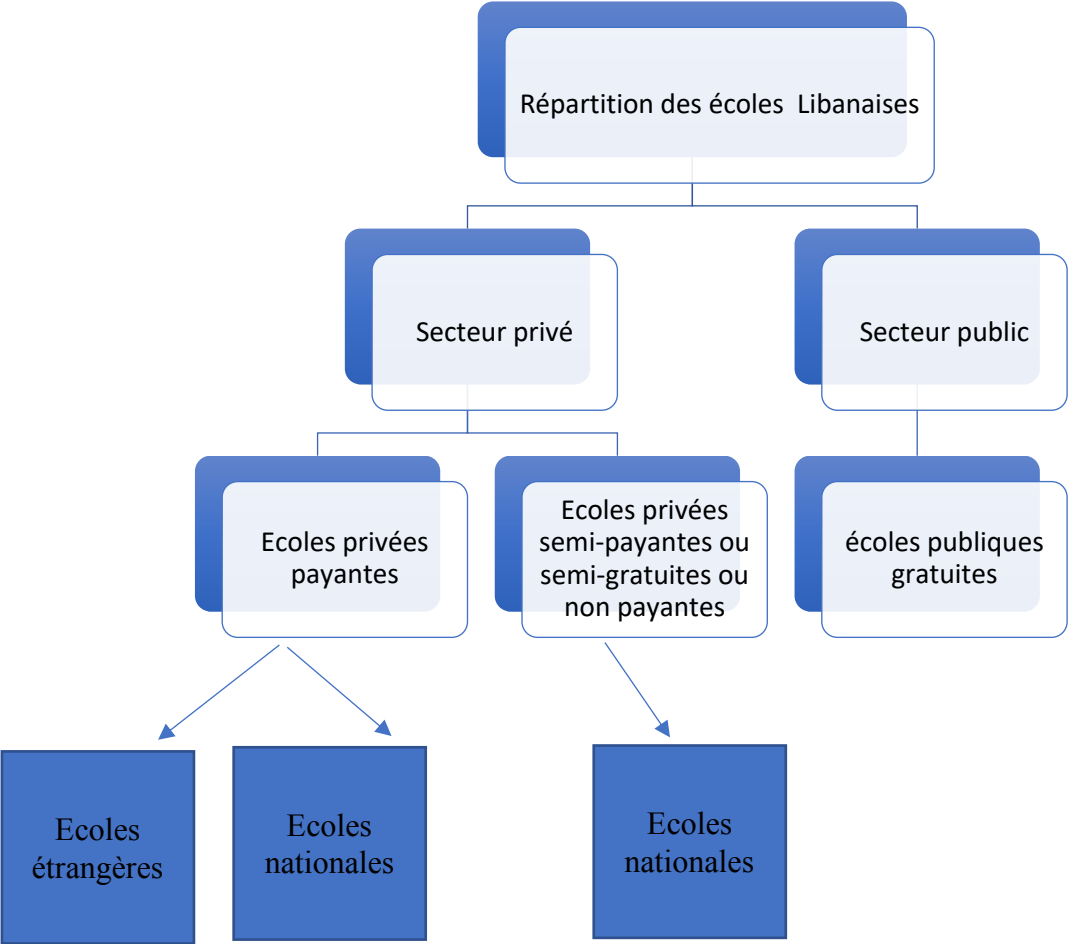 Répartition des écoles Libanaises
Secteur privé
Secteur public
Ecoles privées
payantes
Ecoles privées
semi-payantes ou
semi-gratuites ou
non payantes
écoles publiques
gratuites
Ecoles
étrangères
Ecoles
nationales
Ecoles
nationales